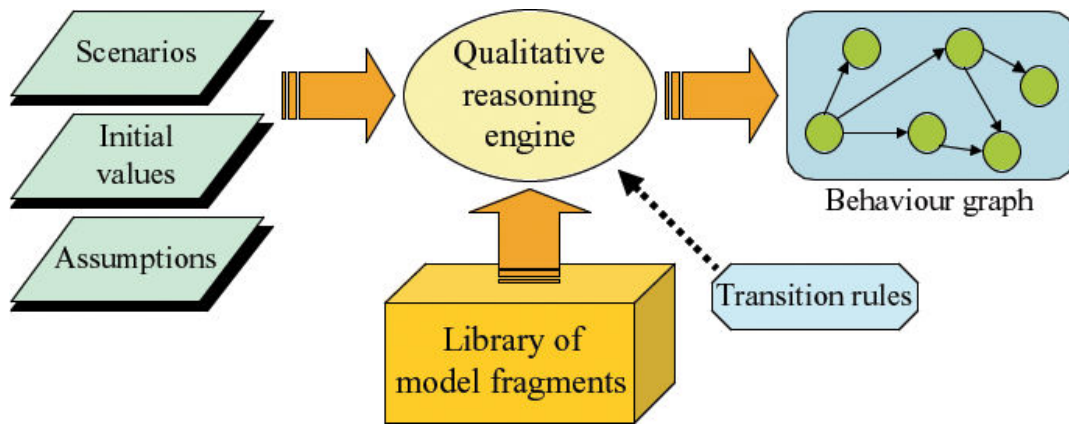 Scenarios
Initial
values
Assumptions
Qualitative
reasoning
engine
Behaviour graph
Transition rules
Library of
model fragments